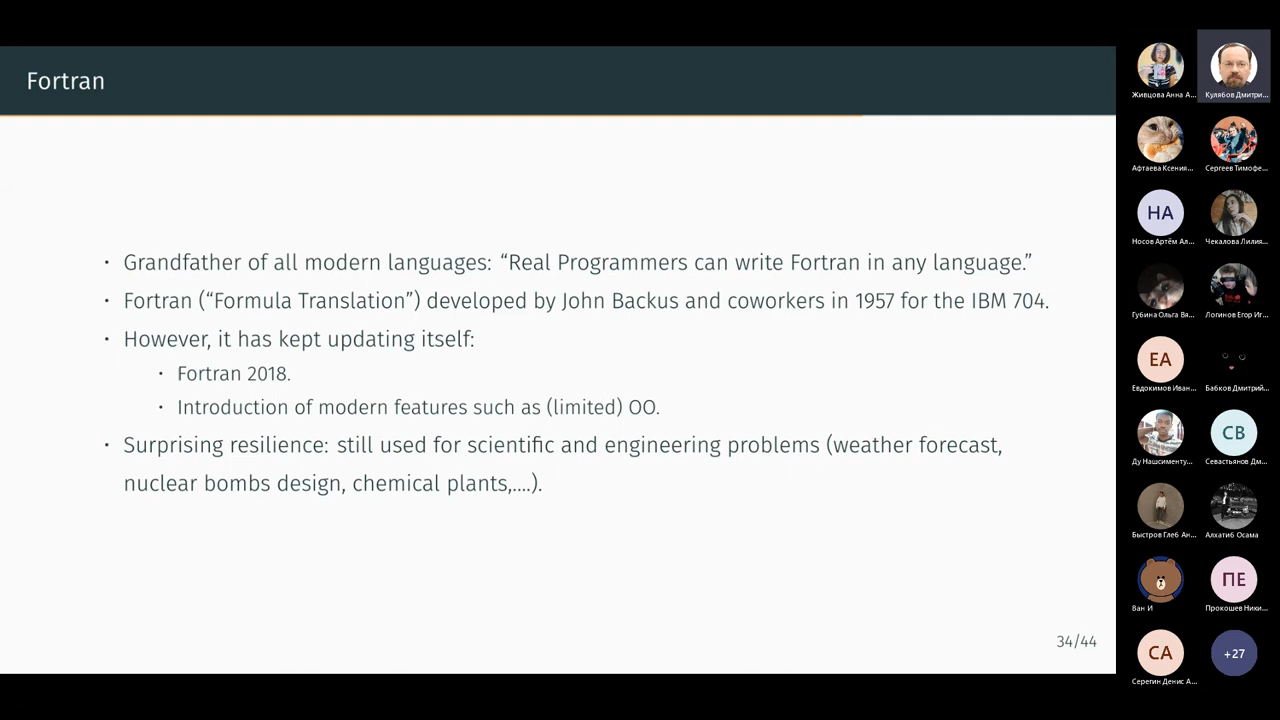 Fortran
· Grandfather of all modern languages: “Real Programmers can write Fortran in any language.”
· Fortran (“Formula Translation”) developed by John Backus and coworkers in 1957 for the IBM 704.
· However, it has kept updating itself:
· Fortran 2018.
· Introduction of modern features such as (limited) OO.
· Surprising resilience: still used for scientific and engineering problems (weather forecast,
nuclear bombs design, chemical plants,....).
34/44
Живцова Анна А...
Кулябов Дмитри...
Афтаева Ксения...
Сергеев Тимофе...
НА
Носов Артём Ал...
Чекалова Лилия...
Губина Ольга Вя...
Логинов Егор Иг...
ЕА
Евдокимов Иван...
Бабков Дмитрий...
Ду Нашсименту...
СВ
Севастьянов Дм...
Быстров Глеб Ан...
Алхатиб Осама
Ван И
ПЕ
Прокошев Ники...
СА
Серегин Денис А...
+27